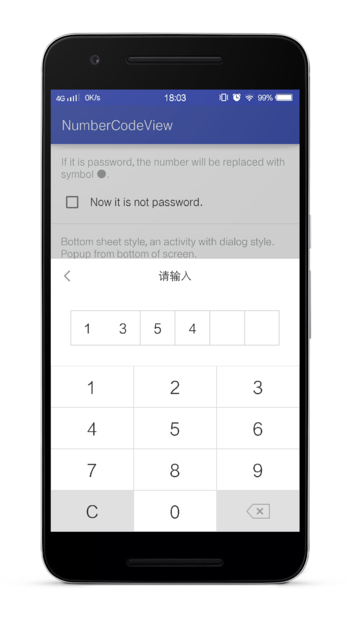 4G 0K/s 18:03 99%
NumberCodeView
If it is password, the number will be replaced with
symbol ●.
Now it is not password.
Bottom sheet style, an activity with dialog style.
Popup from bottom of screen.
请输入
1 3 5 4
1 2 3
4 5 6
7 8 9
C 0